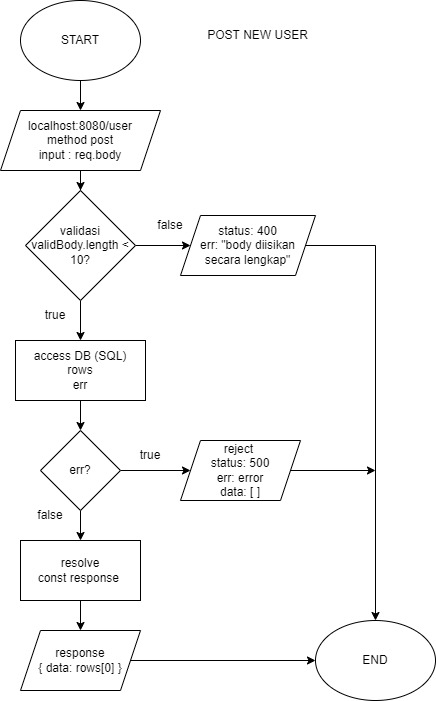 START
POST NEW USER
localhost:8080/user
method post
input : req.body
validasi
validBody.length <
10?
false
status: 400
err: "body diisikan
secara lengkap"
true
access DB (SQL)
rows
err
err?
true
reject
status: 500
err: error
data: [ ]
false
resolve
const response
response
{ data: rows[0] }
END